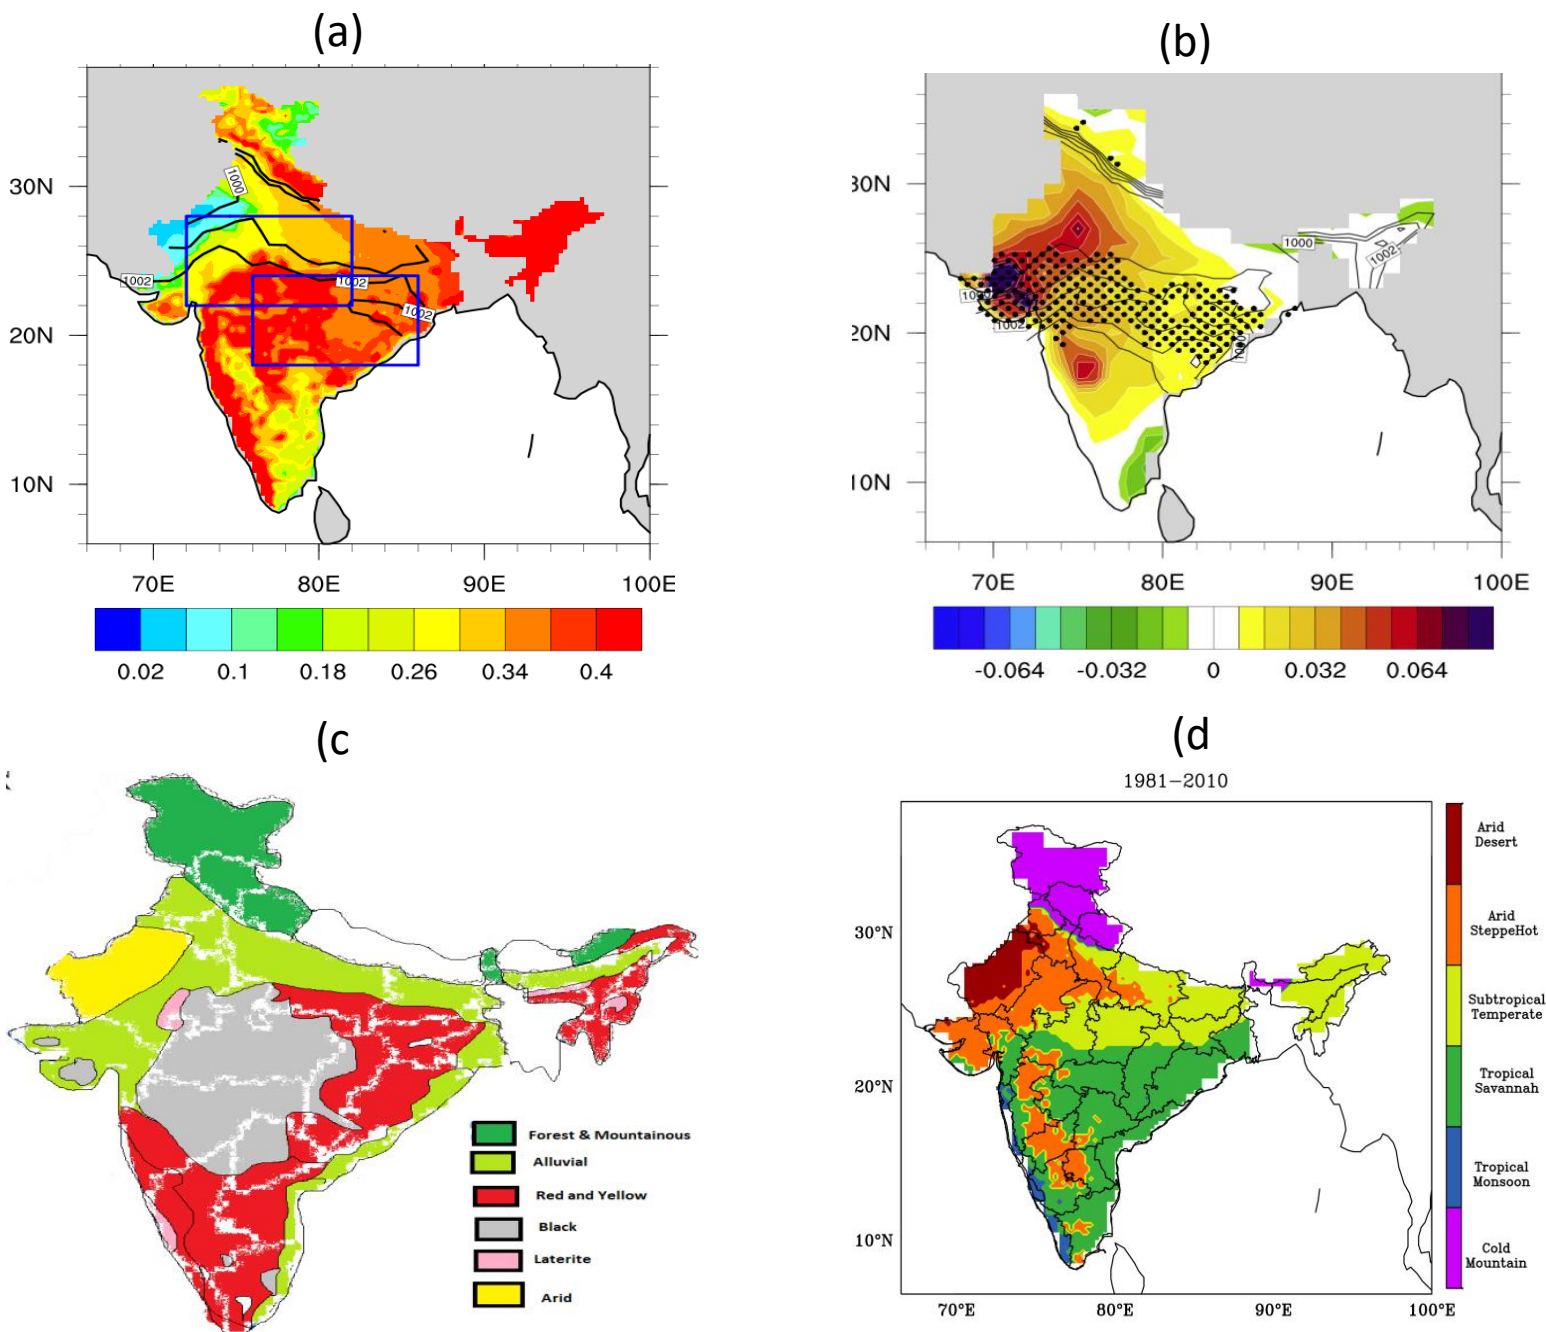 (a)
(b)
30N
20N
10N
1000
1002
1002
1002
70E 80E 90E 100E
0.02 0.1 0.18 0.26 0.34 0.4
30N
20N
10N
1000
1002
1002
70E 80E 90E 100E
-0.064 -0.032 0 0.032 0.064
(c
(d
Forest & Mountainous
Alluvial
Red and Yellow
Black
Laterite
Arid
1981-2010
30°N
20°N
10°N
70°E 80°E 90°E 100°E
Arid
Desert
Arid
SteppeHot
Subtropical
Temperate
Tropical
Savannah
Tropical
Monsoon
Cold
Mountain